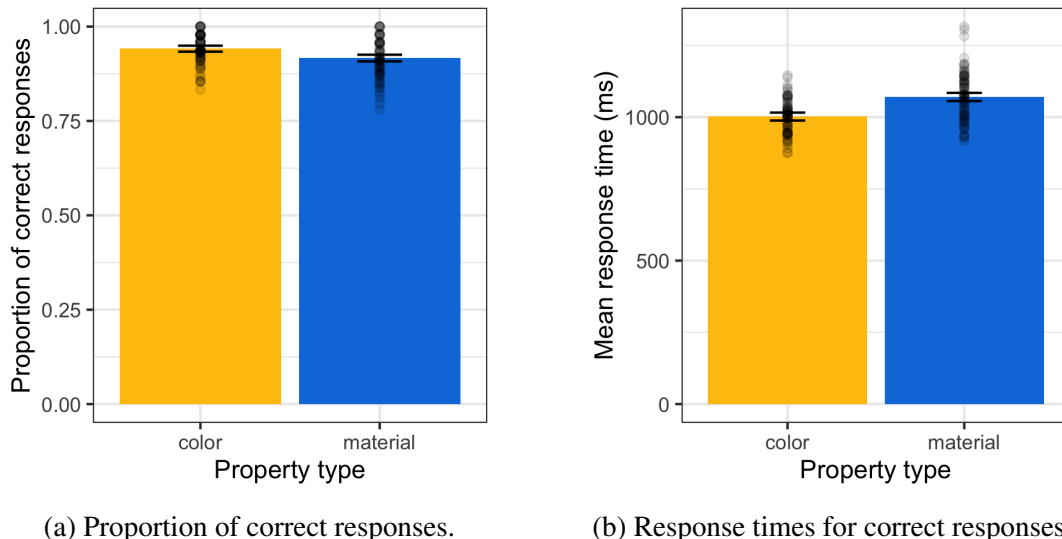 Proportion of correct responses
1.00
0.75
0.50
0.25
0.00
color material
Property type
(a) Proportion of correct responses.
Mean response time (ms)
1000
500
0
color material
Property type
(b) Response times for correct responses